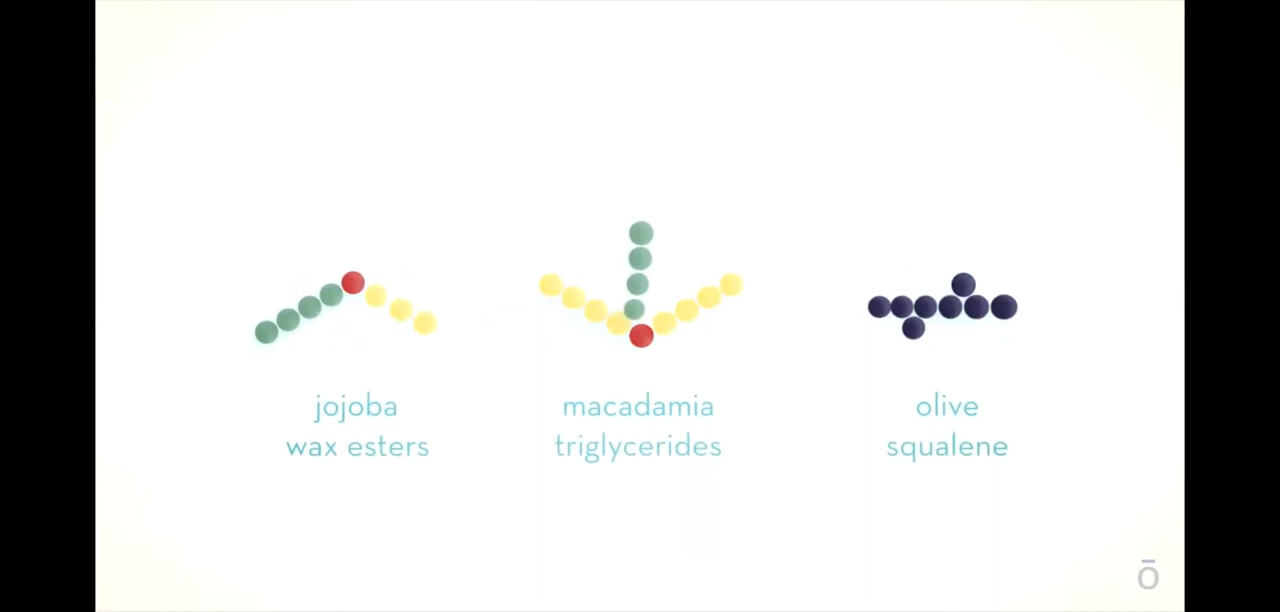 jojoba
wax esters
macadamia
triglycerides
olive
squalene
ō